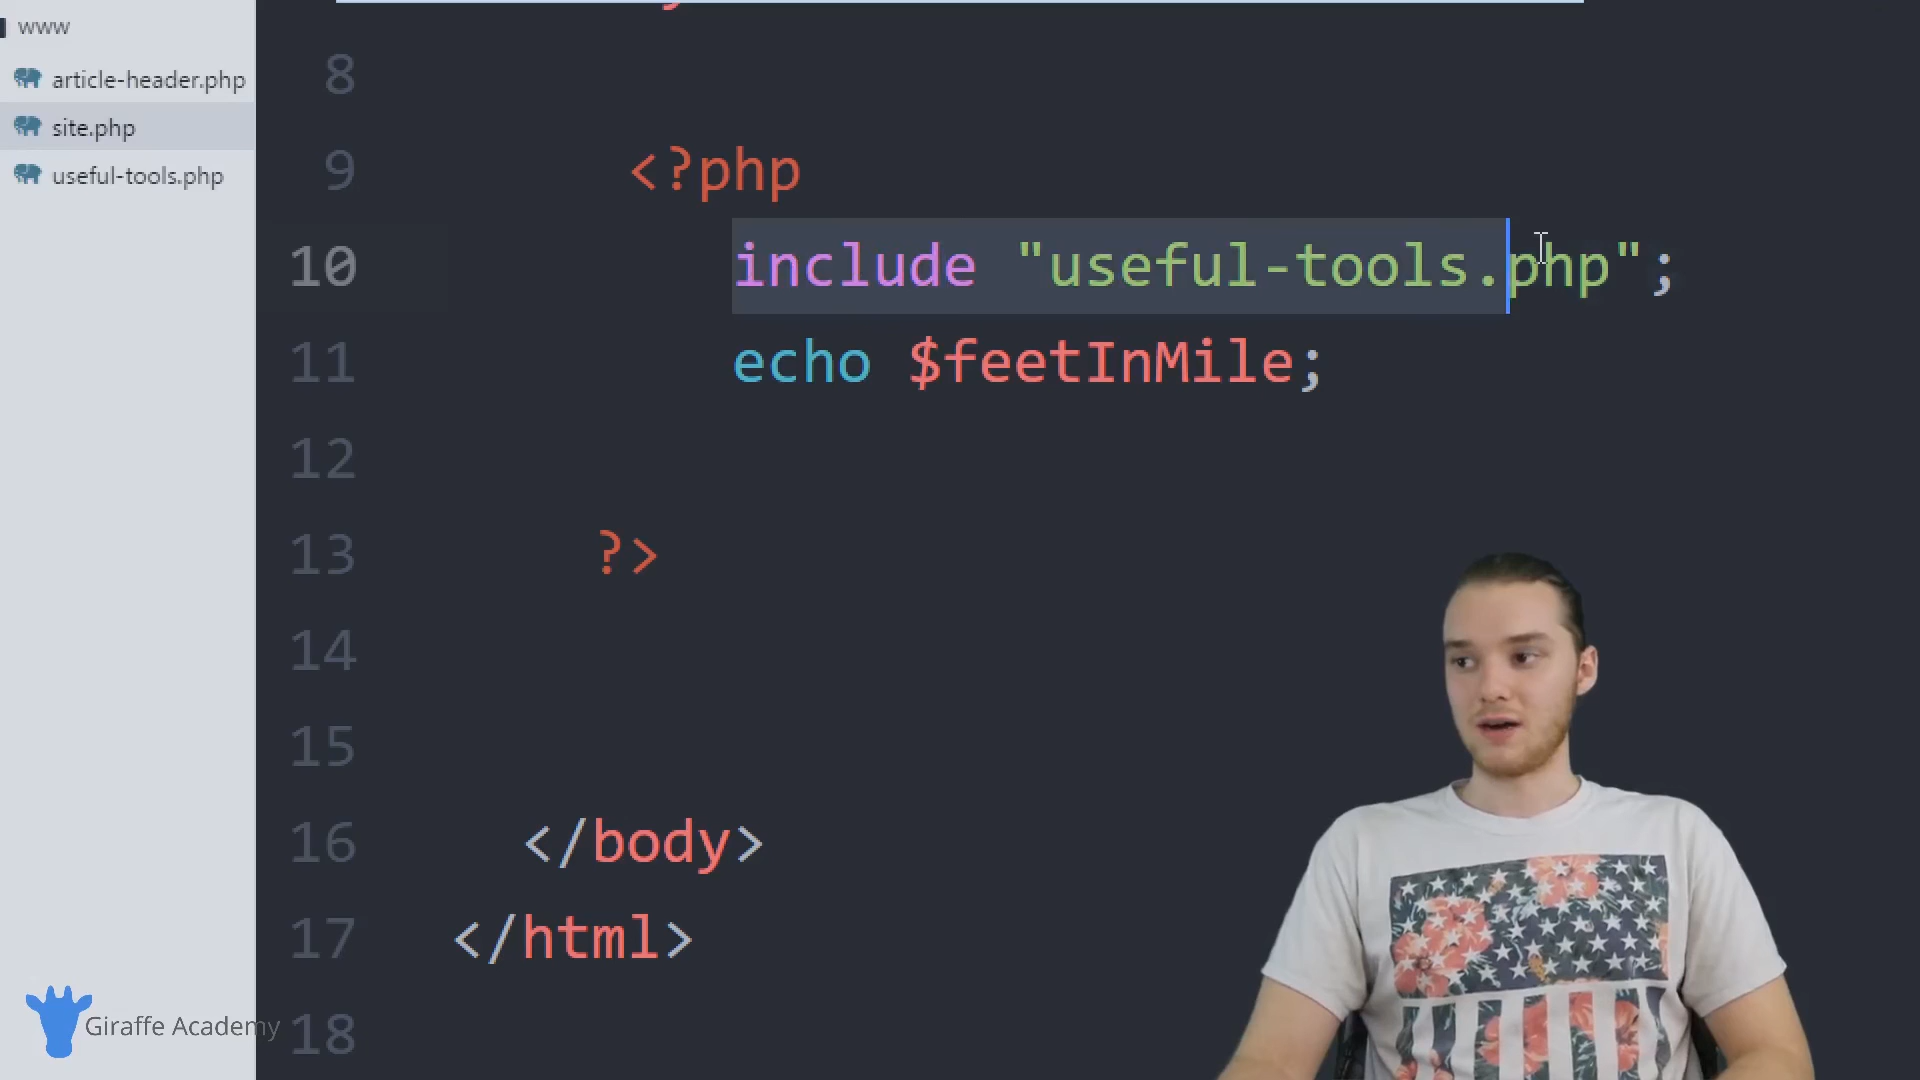 www
article-header.php
site.php
useful-tools.php
8
9 <?php
10 include "useful-tools.php";
11 echo $feetInMile;
12
13 ?>
14
15
16 </body>
17 </html>
18
Giraffe Academy